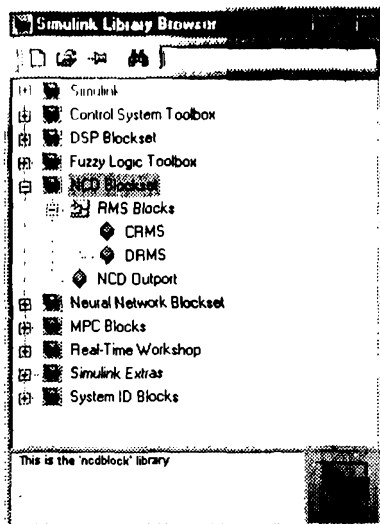 Simulink Library Browser
Simulink
Control System Toolbox
DSP Blockset
Fuzzy Logic Toolbox
NCD Blockset
RMS Blocks
CRMS
DRMS
NCD Outport
Neural Network Blockset
MPC Blocks
Real-Time Workshop
Simulink Extras
System ID Blocks
This is the 'ncdblock' library